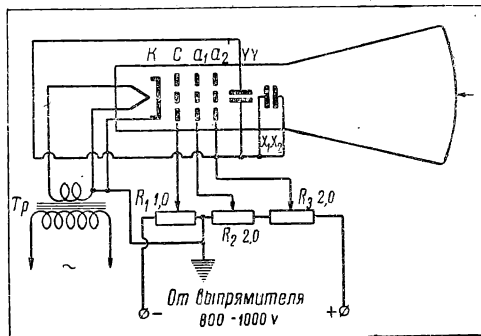 K C a₁ a₂ YY
X₁X₂
Тр
R₁ 1,0
R₂ 2,0
R₃ 2,0
~
-
От выпрямителя
+
800-1000 v